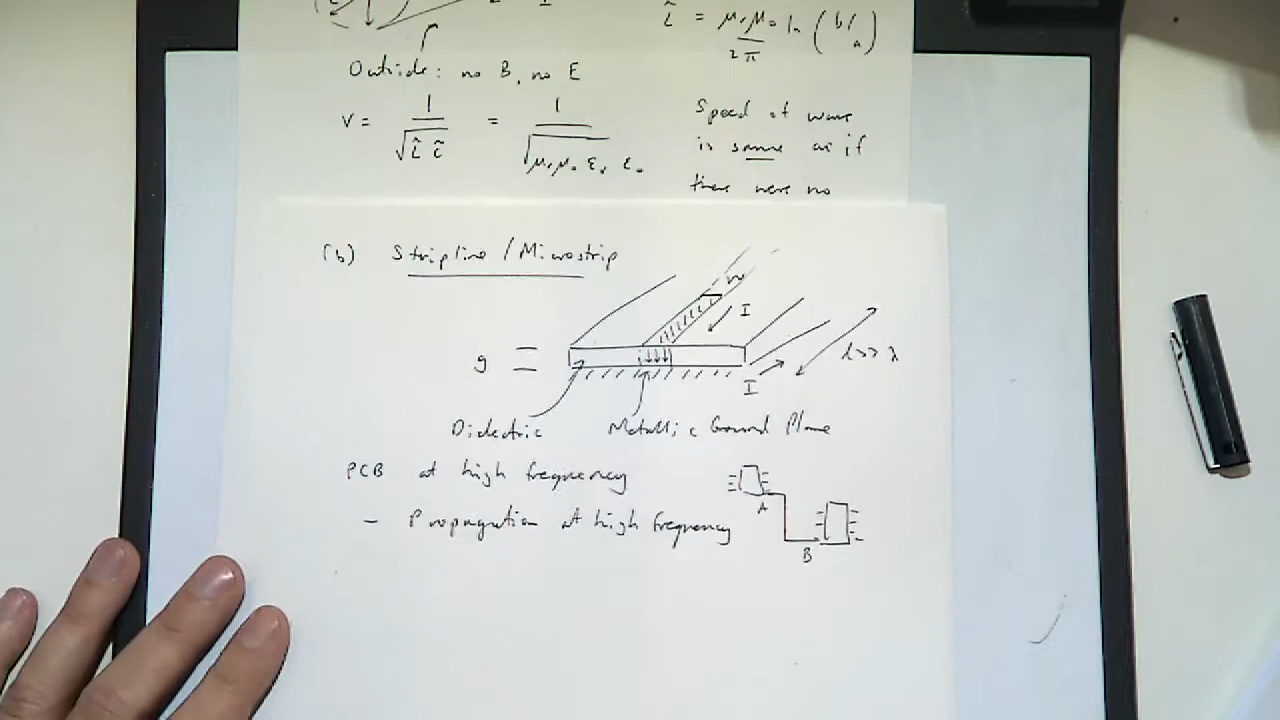 I
L̃ = μᵣμ₀ / 2π ln (b/a)
Outside: no B, no E
V = 1 / √(L̃ C̃) = 1 / √(μᵣμ₀ εᵣ ε₀)
Speed of wave
is same as if
there were no
(b) Stripline / Microstrip
w
I
g
l >> λ
I
Dielectric
Metallic Ground Plane
PCB at high frequency
A
- Propagation at high frequency
B